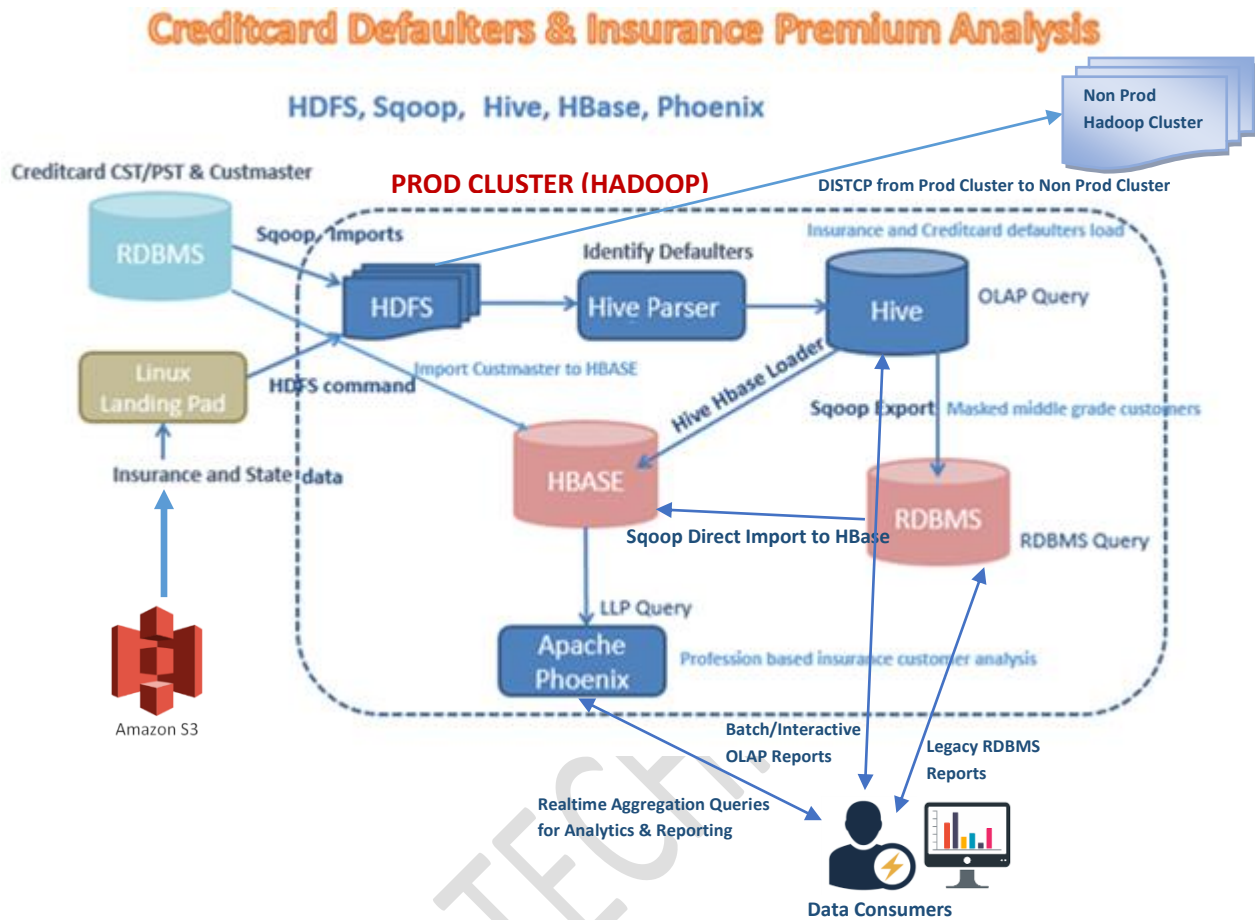 Creditcard Defaulters & Insurance Premium Analysis
HDFS, Sqoop, Hive, HBase, Phoenix
Non Prod
Hadoop Cluster
Creditcard CST/PST & Custmaster
PROD CLUSTER (HADOOP)
DISTCP from Prod Cluster to Non Prod Cluster
RDBMS
Sqoop Imports
Insurance and Creditcard defaulters load
Identify Defaulters
HDFS
Hive Parser
Hive
OLAP Query
Linux
Landing Pad
HDFS command
Import Custmaster to HBASE
Hive Hbase Loader
Sqoop Export
Masked middle grade customers
Insurance and State data
HBASE
RDBMS
Sqoop Direct Import to HBase
RDBMS Query
LLP Query
Apache
Phoenix
Profession based insurance customer analysis
Amazon S3
Batch/Interactive
OLAP Reports
Legacy RDBMS
Reports
Realtime Aggregation Queries
for Analytics & Reporting
TECH
Data Consumers